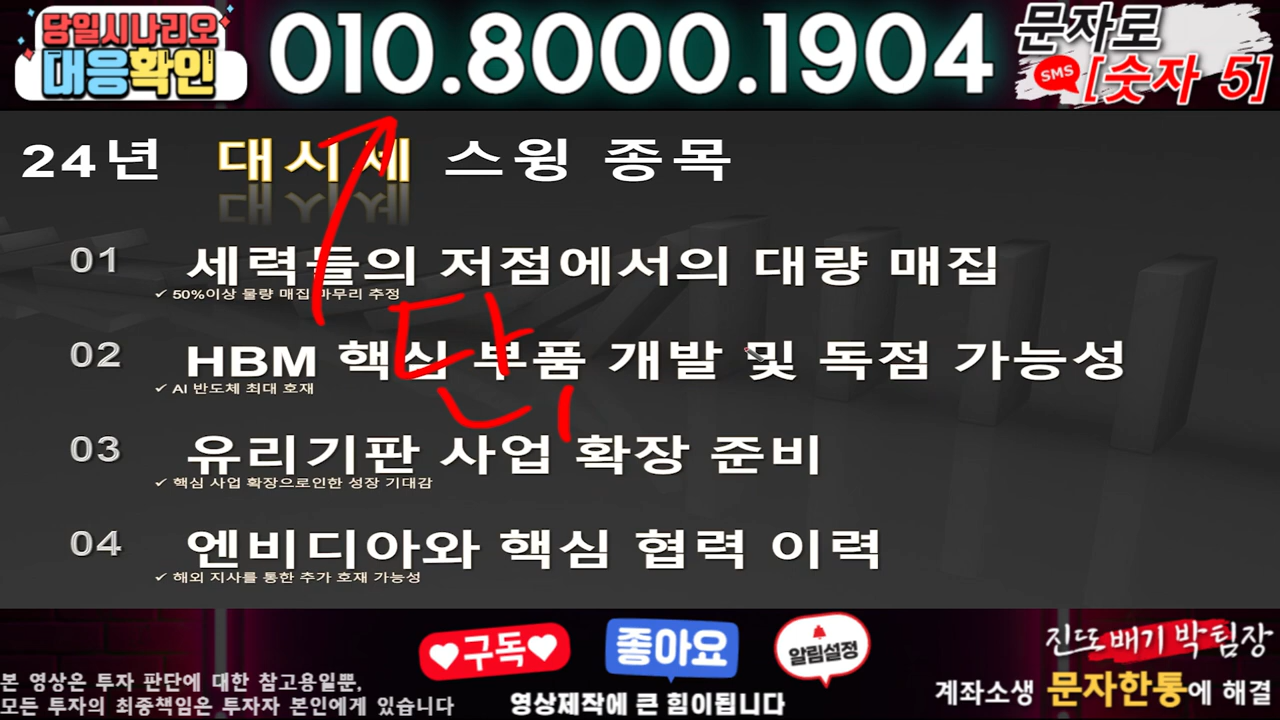 당일시나리오
대응확인
010.8000.1904
문자로
SMS
[숫자 5]
24년 대시세 스윙 종목
01 세력들의 저점에서의 대량 매집
✓ 50%이상 물량 매집 마무리 추정
단
02 HBM 핵심 부품 개발 및 독점 가능성
✓ AI 반도체 최대 호재
03 유리기판 사업 확장 준비
✓ 핵심 사업 확장으로인한 성장 기대감
04 엔비디아와 핵심 협력 이력
✓ 해외 지사를 통한 추가 호재 가능성
구독
좋아요
알림설정
진또배기 박팀장
본 영상은 투자 판단에 대한 참고용일뿐,
모든 투자의 최종책임은 투자자 본인에게 있습니다
영상제작에 큰 힘이됩니다
계좌소생 문자한통에 해결